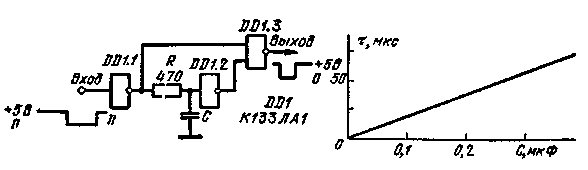 DD1.3
Выход
DD1.1
R
470
DD1.2
Вход
+5В
0
DD1
К133ЛА1
C
+5В
0
τ, мкс
50
0
0,1
0,2
C, мкФ